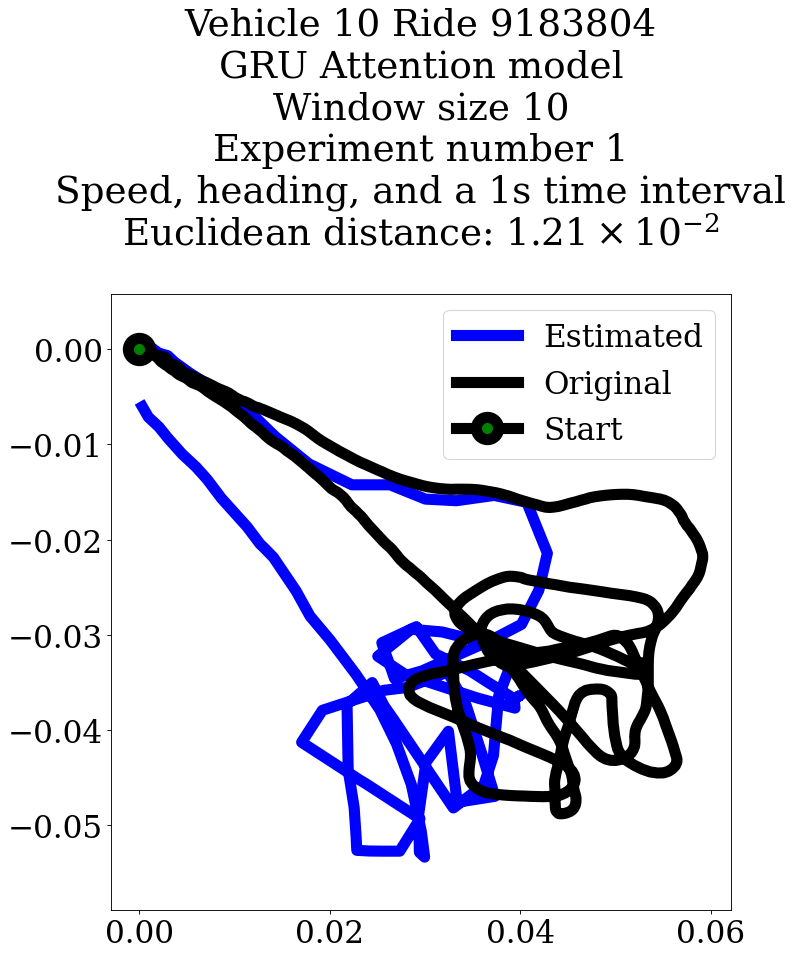 Vehicle 10 Ride 9183804
GRU Attention model
Window size 10
Experiment number 1
Speed, heading, and a 1s time interval
Euclidean distance: 1.21 × 10⁻²
Estimated
Original
Start
0.00
−0.01
−0.02
−0.03
−0.04
−0.05
0.00 0.02 0.04 0.06